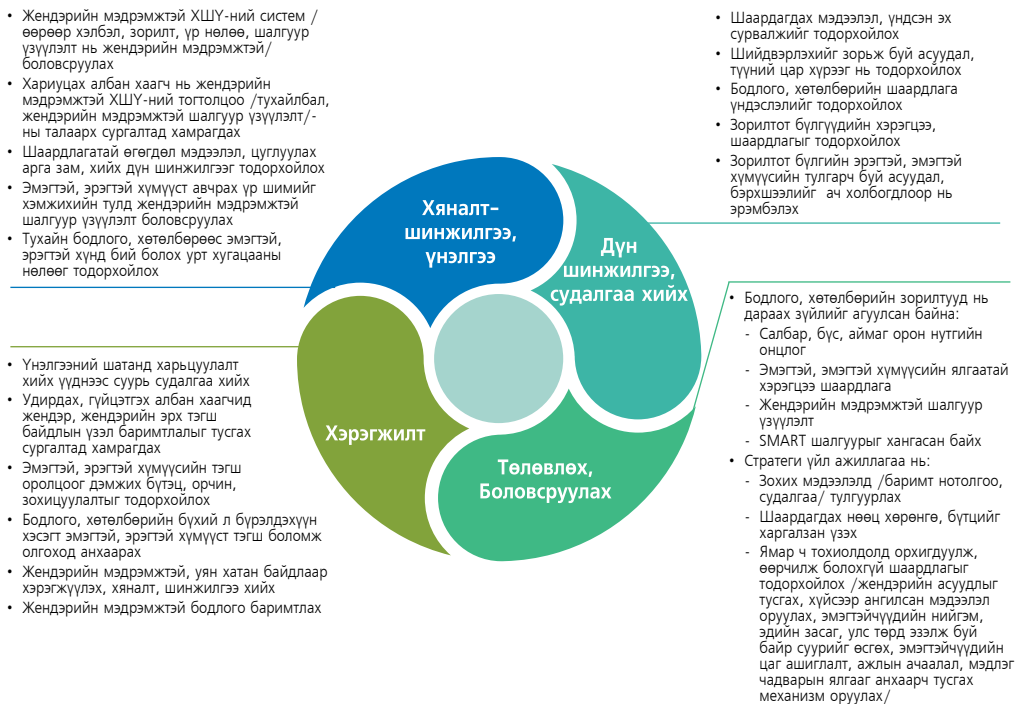 • Жендэрийн мэдрэмжтэй ХШҮ-ний систем /
өөрөөр хэлбэл, зорилт, үр нөлөө, шалгуур
үзүүлэлт нь жендэрийн мэдрэмжтэй/
боловсруулах
• Хариуцах албан хаагч нь жендэрийн
мэдрэмжтэй ХШҮ-ний тогтолцоо /тухайлбал,
жендэрийн мэдрэмжтэй шалгуур үзүүлэлт/-
ны талаарх сургалтад хамрагдах
• Шаардлагатай өгөгдөл мэдээлэл, цуглуулах
арга зам, хийх дүн шинжилгээг тодорхойлох
• Эмэгтэй, эрэгтэй хүмүүст авчрах үр шимийг
хэмжихийн тулд жендэрийн мэдрэмжтэй
шалгуур үзүүлэлт боловсруулах
• Тухайн бодлого, хөтөлбөрөөс эмэгтэй,
эрэгтэй хүнд бий болох урт хугацааны
нөлөөг тодорхойлох
• Шаардагдах мэдээлэл, үндсэн эх
сурвалжийг тодорхойлох
• Шийдвэрлэхийг зорьж буй асуудал,
түүний цар хүрээг нь тодорхойлох
• Бодлого, хөтөлбөрийн шаардлага
үндэслэлийг тодорхойлох
• Зорилтот бүлгүүдийн хэрэгцээ,
шаардлагыг тодорхойлох
• Зорилтот бүлгийн эрэгтэй, эмэгтэй
хүмүүсийн тулгарч буй асуудал,
бэрхшээлийг ач холбогдлоор нь
эрэмбэлэх
Хяналт–
шинжилгээ,
үнэлгээ
Дүн
шинжилгээ,
судалгаа хийх
Хэрэгжилт
Төлөвлөх,
Боловсруулах
• Үнэлгээний шатанд харьцуулалт
хийх үүднээс суурь судалгаа хийх
• Удирдах, гүйцэтгэх албан хаагчид
жендэр, жендэрийн эрх тэгш
байдлын үзэл баримтлалыг тусгах
сургалтад хамрагдах
• Эмэгтэй, эрэгтэй хүмүүсийн тэгш
оролцоог дэмжих бүтэц, орчин,
зохицуулалтыг тодорхойлох
• Бодлого, хөтөлбөрийн бүхий л бүрэлдэхүүн
хэсэгт эмэгтэй, эрэгтэй хүмүүст тэгш боломж
олгоход анхаарах
• Жендэрийн мэдрэмжтэй, уян хатан байдлаар
хэрэгжүүлэх, хяналт, шинжилгээ хийх
• Жендэрийн мэдрэмжтэй бодлого баримтлах
• Бодлого, хөтөлбөрийн зорилтууд нь
дараах зүйлийг агуулсан байна:
- Салбар, бүс, аймаг орон нутгийн
онцлог
- Эмэгтэй, эмэгтэй хүмүүсийн ялгаатай
хэрэгцээ шаардлага
- Жендэрийн мэдрэмжтэй шалгуур
үзүүлэлт
- SMART шалгуурыг хангасан байх
• Стратеги үйл ажиллагаа нь:
- Зохих мэдээлэлд /баримт нотолгоо,
судалгаа/ тулгуурлах
- Шаардагдах нөөц хөрөнгө, бүтцийг
харгалзан үзэх
- Ямар ч тохиолдолд орхигдуулж,
өөрчилж болохгүй шаардлагыг
тодорхойлох /жендэрийн асуудлыг
тусгах, хүйсээр ангилсан мэдээлэл
оруулах, эмэгтэйчүүдийн нийгэм,
эдийн засаг, улс төрд эзэлж буй
байр суурийг өсгөх, эмэгтэйчүүдийн
цаг ашиглалт, ажлын ачаалал, мэдлэг
чадварын ялгааг анхаарч тусгах
механизм оруулах/